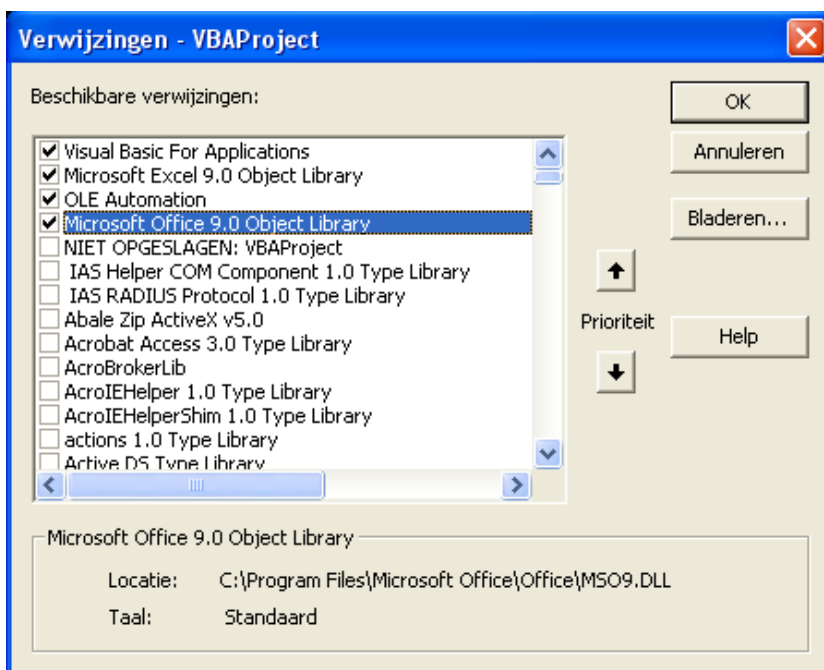 Verwijzingen - VBAProject
Beschikbare verwijzingen:
OK
Annuleren
Bladeren...
Prioriteit
Help
Visual Basic For Applications
Microsoft Excel 9.0 Object Library
OLE Automation
Microsoft Office 9.0 Object Library
NIET OPGESLAGEN: VBAProject
IAS Helper COM Component 1.0 Type Library
IAS RADIUS Protocol 1.0 Type Library
Abale Zip ActiveX v5.0
Acrobat Access 3.0 Type Library
AcroBrokerLib
AcroIEHelper 1.0 Type Library
AcroIEHelperShim 1.0 Type Library
actions 1.0 Type Library
Active DS Type Library
Microsoft Office 9.0 Object Library
Locatie: C:\Program Files\Microsoft Office\Office\MSO9.DLL
Taal: Standaard